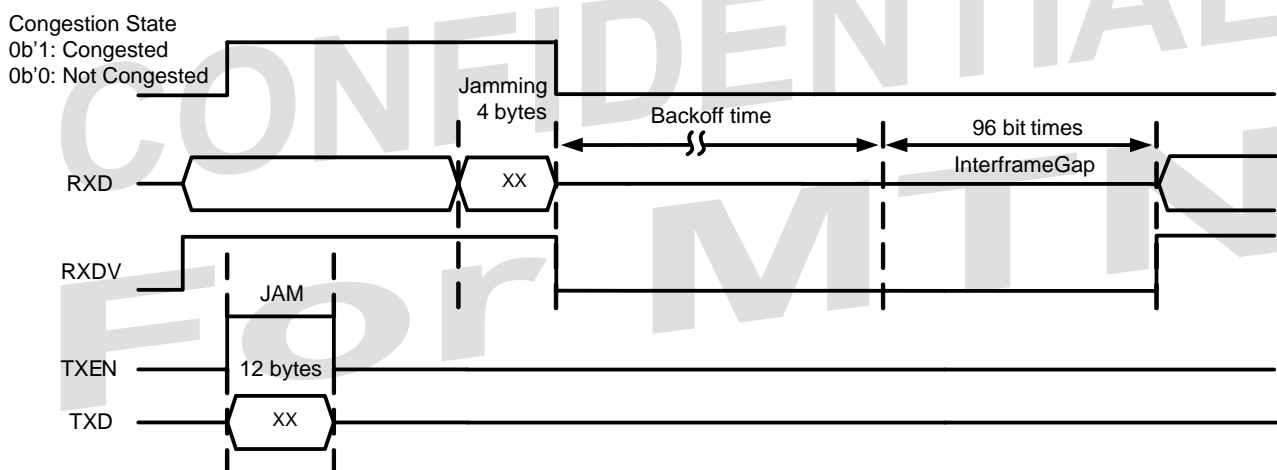 CONFIDENTIAL
For MTN
Congestion State
0b'1: Congested
0b'0: Not Congested
Jamming
4 bytes
Backoff time
96 bit times
InterframeGap
RXD
XX
RXDV
JAM
TXEN
12 bytes
TXD
XX